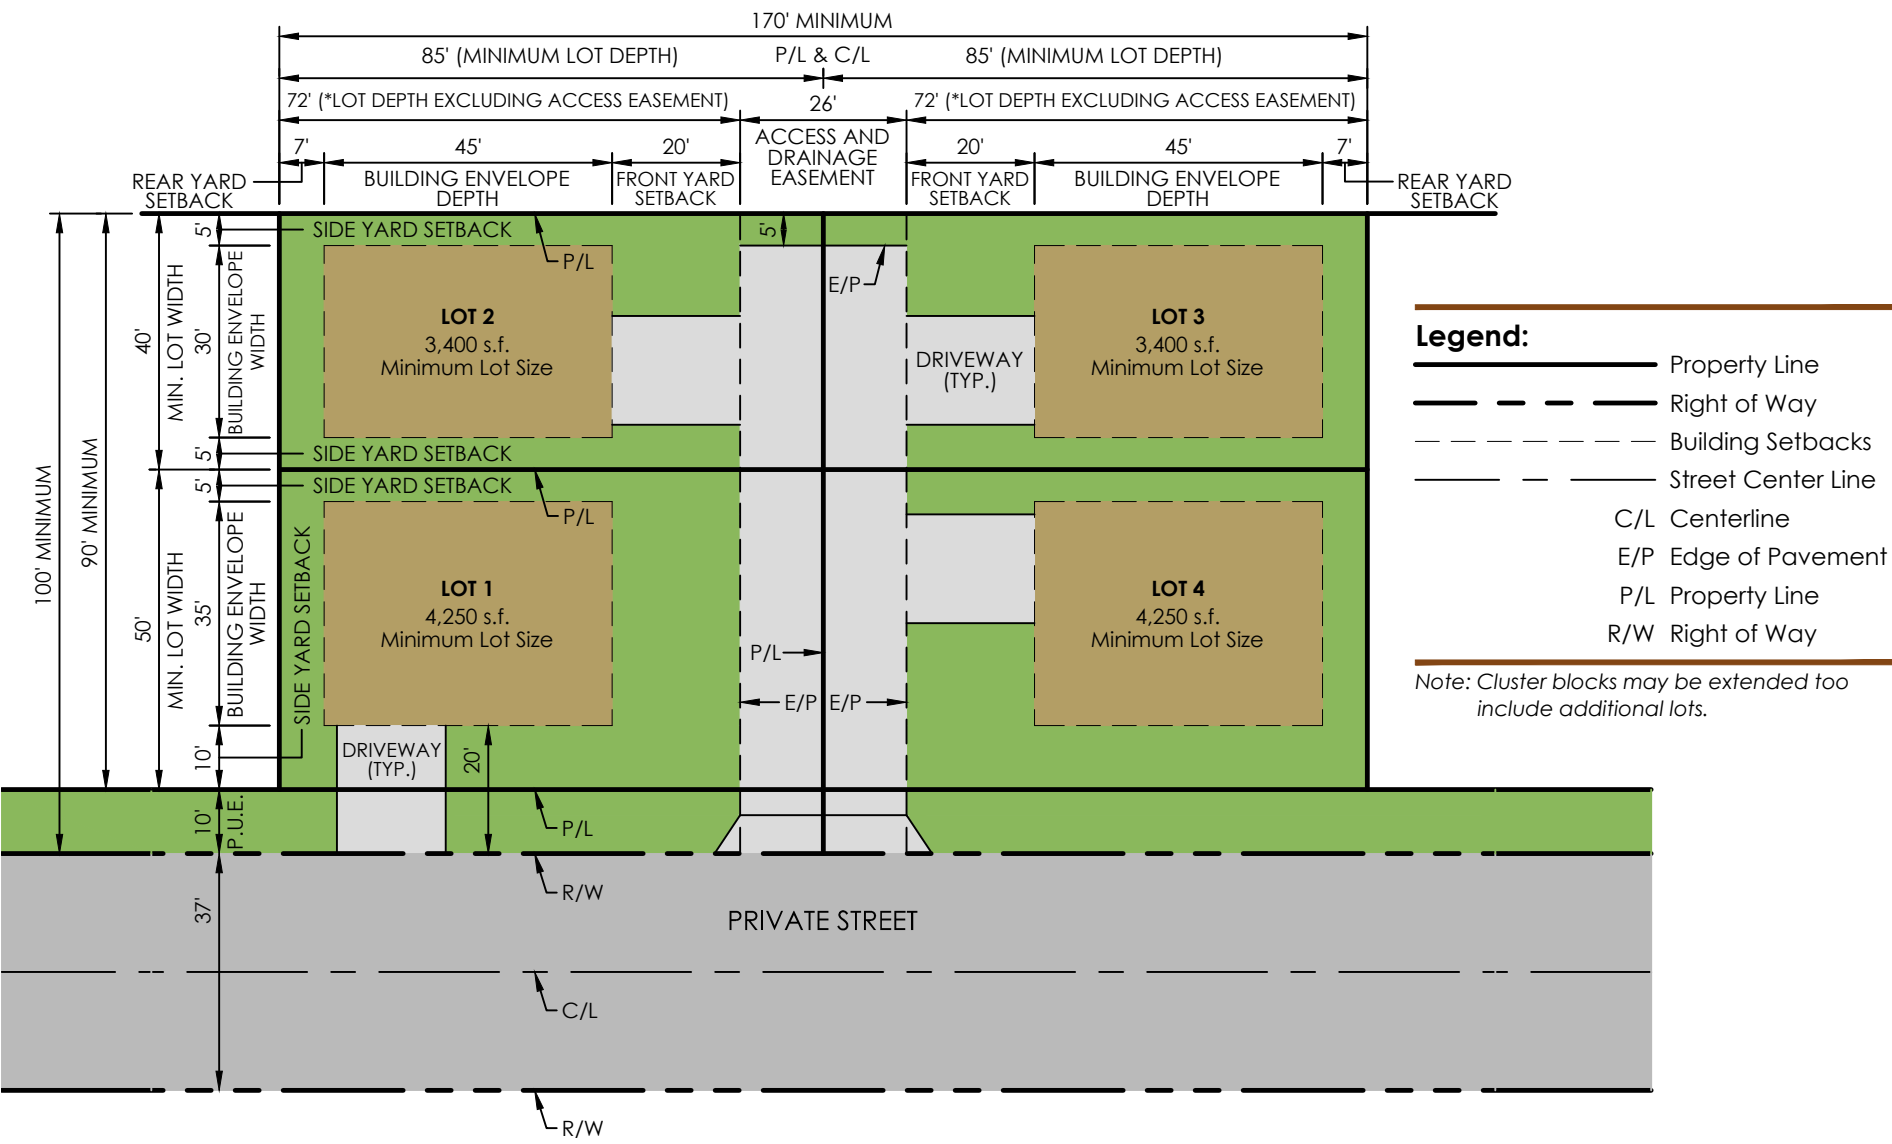 170' MINIMUM
85' (MINIMUM LOT DEPTH)
P/L & C/L
85' (MINIMUM LOT DEPTH)
72' (*LOT DEPTH EXCLUDING ACCESS EASEMENT)
26'
72' (*LOT DEPTH EXCLUDING ACCESS EASEMENT)
ACCESS AND
DRAINAGE
EASEMENT
7'
45'
20'
20'
45'
7'
REAR YARD
SETBACK
BUILDING ENVELOPE
DEPTH
FRONT YARD
SETBACK
FRONT YARD
SETBACK
BUILDING ENVELOPE
DEPTH
REAR YARD
SETBACK
5'
SIDE YARD SETBACK
5'
P/L
E/P
100' MINIMUM
90' MINIMUM
40'
MIN. LOT WIDTH
30'
BUILDING ENVELOPE
WIDTH
LOT 2
3,400 s.f.
Minimum Lot Size
DRIVEWAY
(TYP.)
LOT 3
3,400 s.f.
Minimum Lot Size
5'
SIDE YARD SETBACK
5'
SIDE YARD SETBACK
P/L
50'
MIN. LOT WIDTH
35'
BUILDING ENVELOPE
WIDTH
SIDE YARD SETBACK
LOT 1
4,250 s.f.
Minimum Lot Size
LOT 4
4,250 s.f.
Minimum Lot Size
P/L
E/P
E/P
10'
DRIVEWAY
(TYP.)
20'
10'
P.U.E.
P/L
R/W
37'
PRIVATE STREET
C/L
R/W
Legend:
Property Line
Right of Way
Building Setbacks
Street Center Line
C/L Centerline
E/P Edge of Pavement
P/L Property Line
R/W Right of Way
Note: Cluster blocks may be extended too
include additional lots.